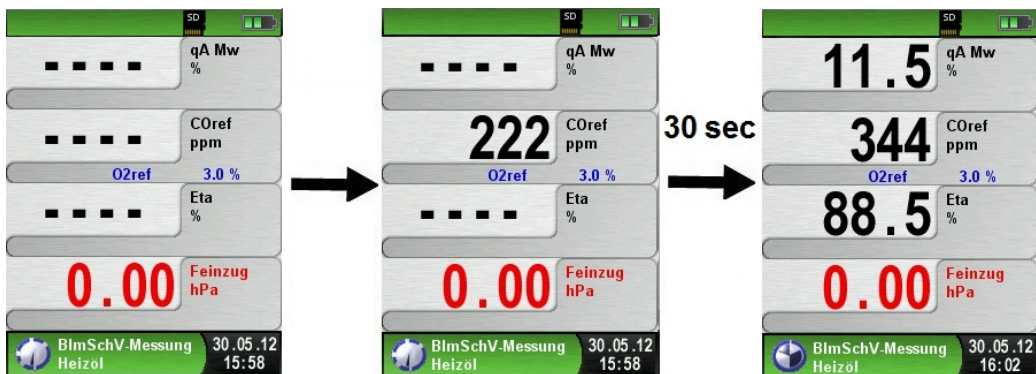 SD
- - - -
qA Mw
%
- - - -
COref
ppm
O2ref 3.0 %
- - - -
Eta
%
0.00
Feinzug
hPa
BImSchV-Messung
Heizöl
30.05.12
15:58
SD
- - - -
qA Mw
%
222
COref
ppm
O2ref 3.0 %
- - - -
Eta
%
0.00
Feinzug
hPa
BImSchV-Messung
Heizöl
30.05.12
15:58
30 sec
SD
11.5
qA Mw
%
344
COref
ppm
O2ref 3.0 %
88.5
Eta
%
0.00
Feinzug
hPa
BImSchV-Messung
Heizöl
30.05.12
16:02